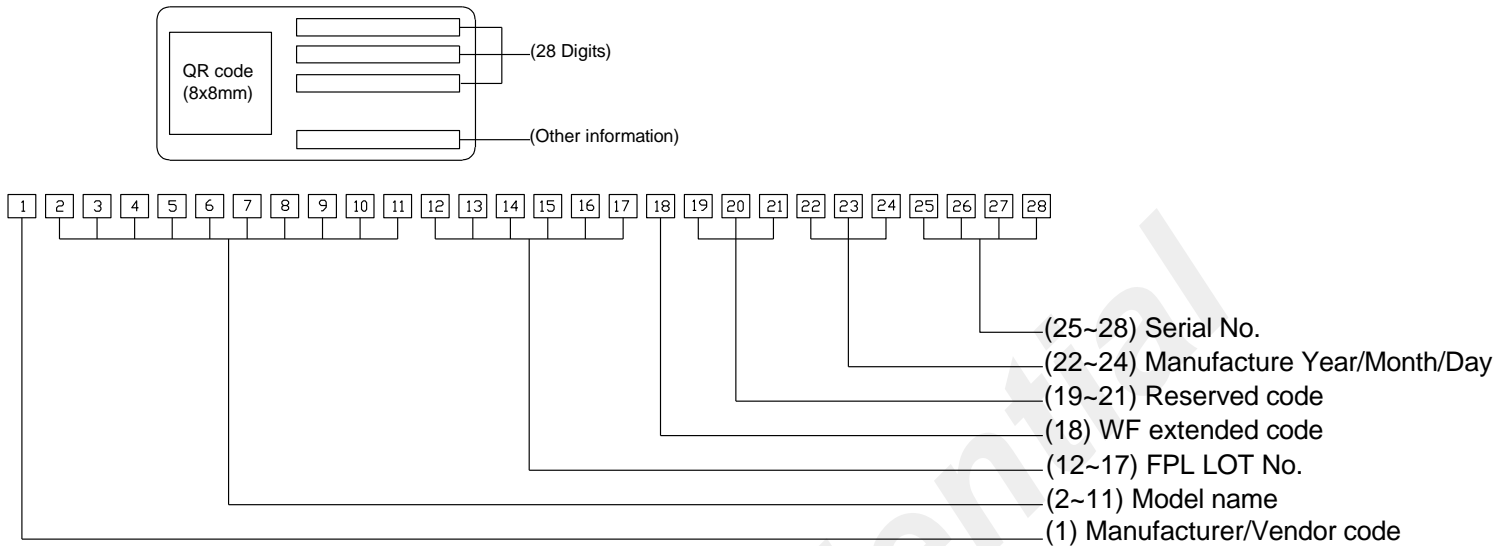 QR code
(8x8mm)
(28 Digits)
(Other information)
1 2 3 4 5 6 7 8 9 10 11 12 13 14 15 16 17 18 19 20 21 22 23 24 25 26 27 28
(25~28) Serial No.
(22~24) Manufacture Year/Month/Day
(19~21) Reserved code
(18) WF extended code
(12~17) FPL LOT No.
(2~11) Model name
(1) Manufacturer/Vendor code
ential